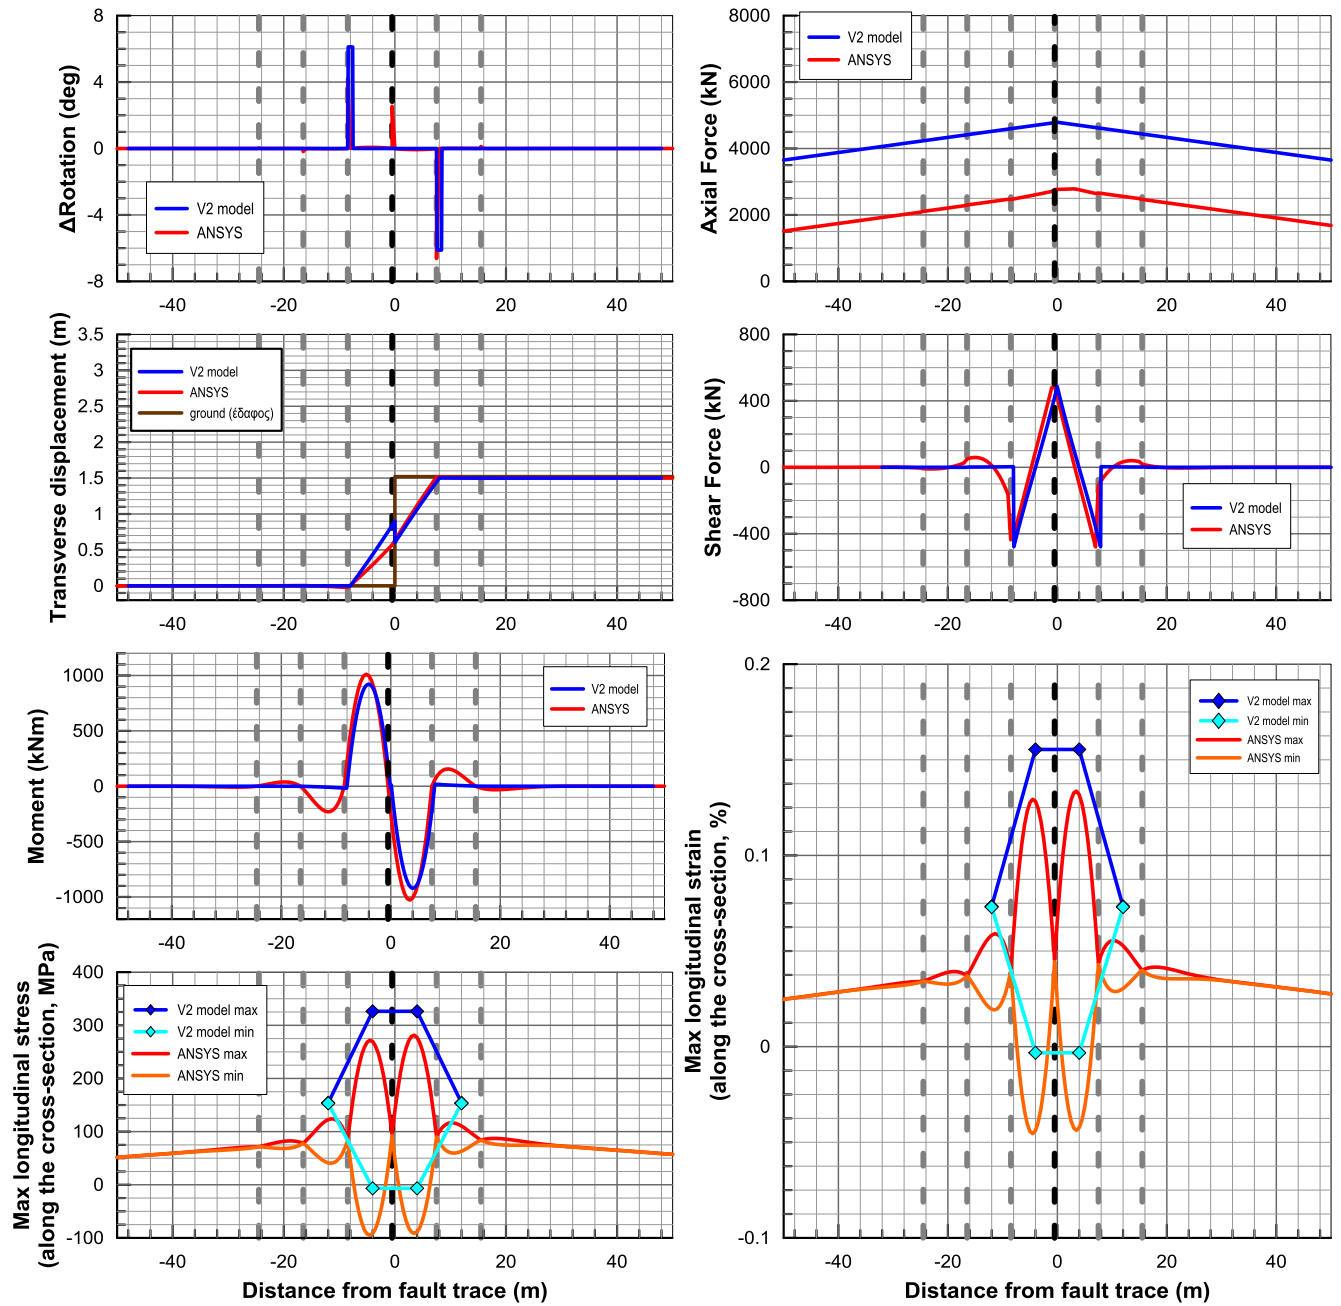 ΔRotation (deg)
8
4
0
-4
-8
V2 model
ANSYS
-40
-20
0
20
40
Axial Force (kN)
8000
6000
4000
2000
0
V2 model
ANSYS
-40
-20
0
20
40
Transverse displacement (m)
3.5
3
2.5
2
1.5
1
0.5
0
V2 model
ANSYS
ground (έδαφος)
-40
-20
0
20
40
Shear Force (kN)
800
400
0
-400
-800
V2 model
ANSYS
-40
-20
0
20
40
Moment (kNm)
1000
500
0
-500
-1000
V2 model
ANSYS
-40
-20
0
20
40
Max longitudinal stress
(along the cross-section, MPa)
400
300
200
100
0
-100
V2 model max
V2 model min
ANSYS max
ANSYS min
-40
-20
0
20
40
Distance from fault trace (m)
Max longitudinal strain
(along the cross-section, %)
0.2
0.1
0
-0.1
V2 model max
V2 model min
ANSYS max
ANSYS min
-40
-20
0
20
40
Distance from fault trace (m)